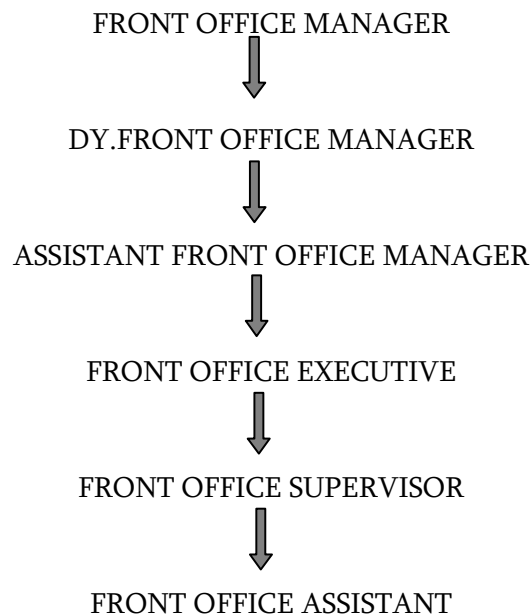 FRONT OFFICE MANAGER
DY.FRONT OFFICE MANAGER
ASSISTANT FRONT OFFICE MANAGER
FRONT OFFICE EXECUTIVE
FRONT OFFICE SUPERVISOR
FRONT OFFICE ASSISTANT